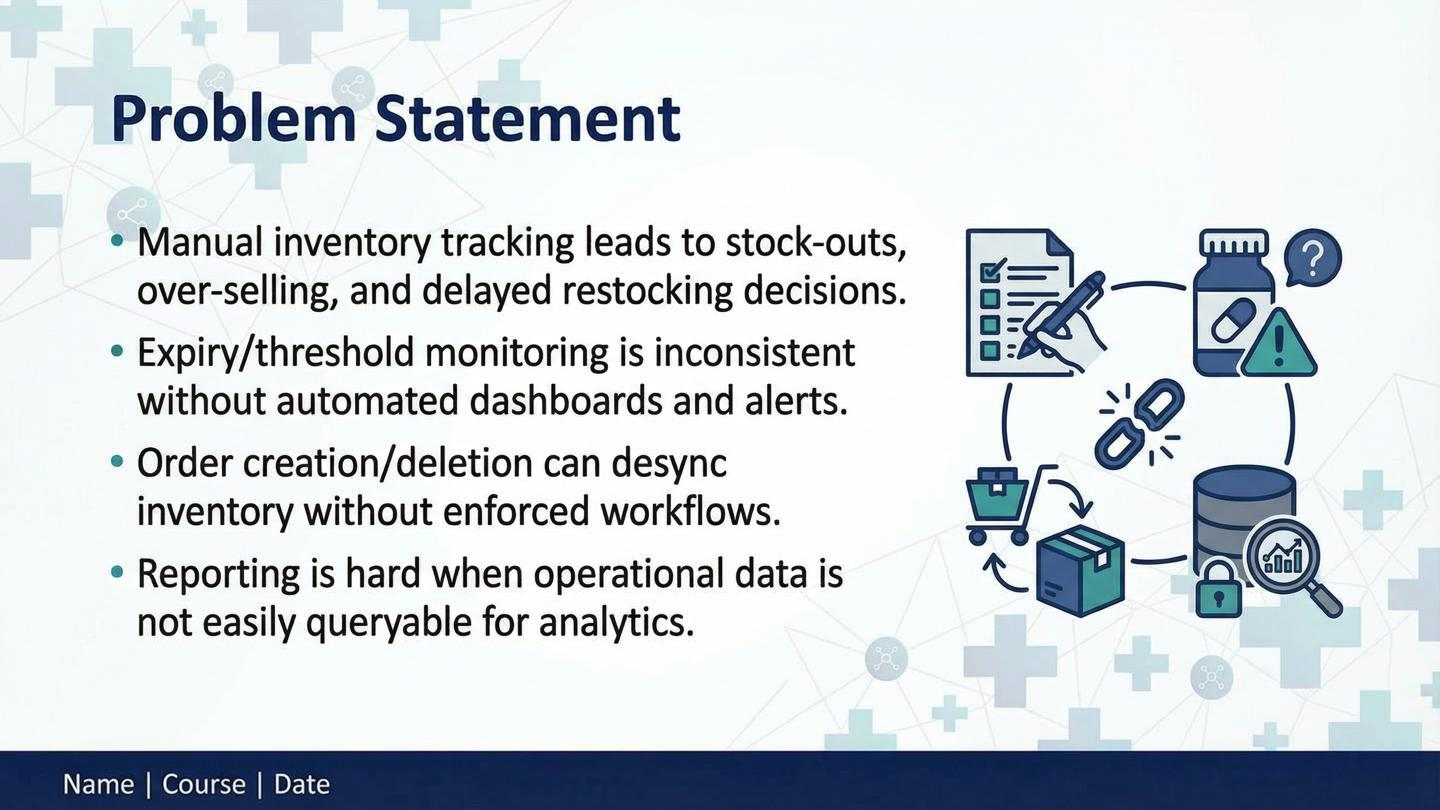 Problem Statement
• Manual inventory tracking leads to stock-outs,
over-selling, and delayed restocking decisions.
• Expiry/threshold monitoring is inconsistent
without automated dashboards and alerts.
• Order creation/deletion can desync
inventory without enforced workflows.
• Reporting is hard when operational data is
not easily queryable for analytics.
?
!
Name | Course | Date